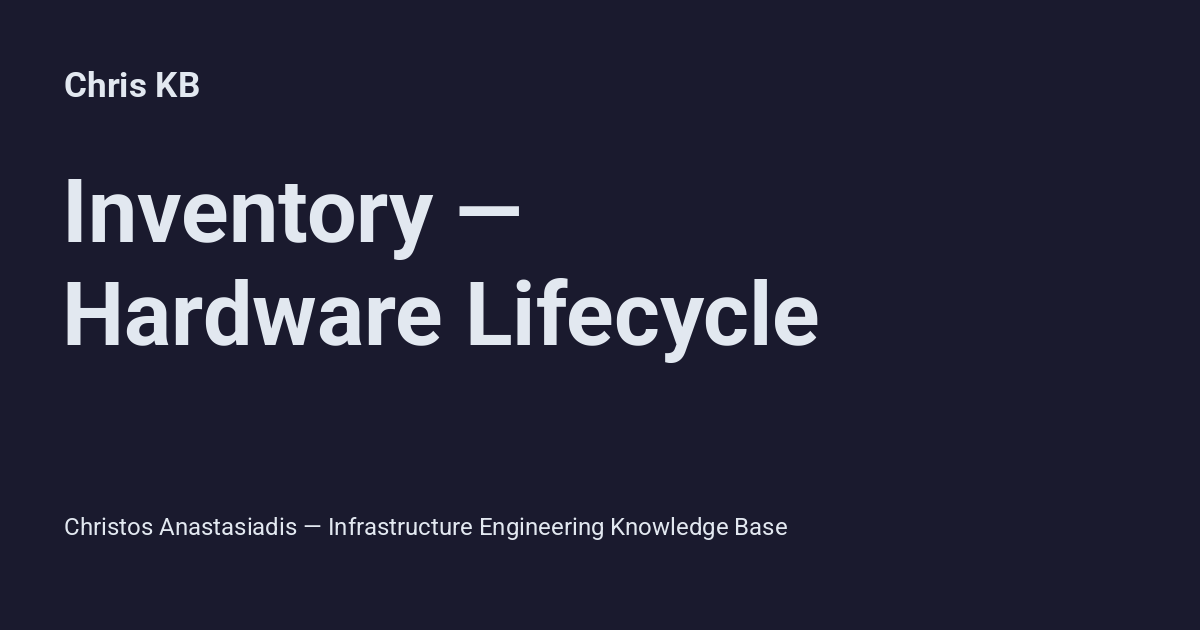 Chris KB
Inventory —
Hardware Lifecycle
Christos Anastasiadis — Infrastructure Engineering Knowledge Base